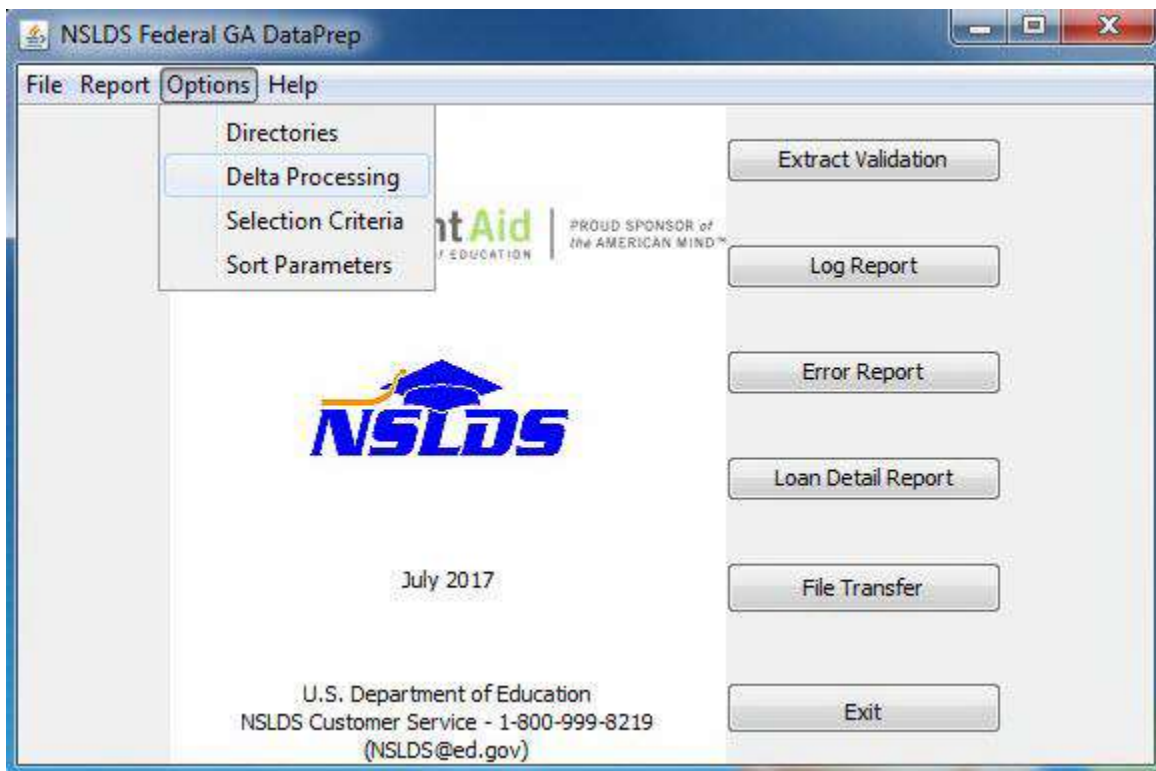 NSLDS Federal GA DataPrep
File Report Options Help
Directories
Delta Processing
Selection Criteria
Sort Parameters
nt Aid
PROUD SPONSOR of
the AMERICAN MIND™
EDUCATION
NSLDS
July 2017
U.S. Department of Education
NSLDS Customer Service - 1-800-999-8219
(NSLDS@ed.gov)
Extract Validation
Log Report
Error Report
Loan Detail Report
File Transfer
Exit